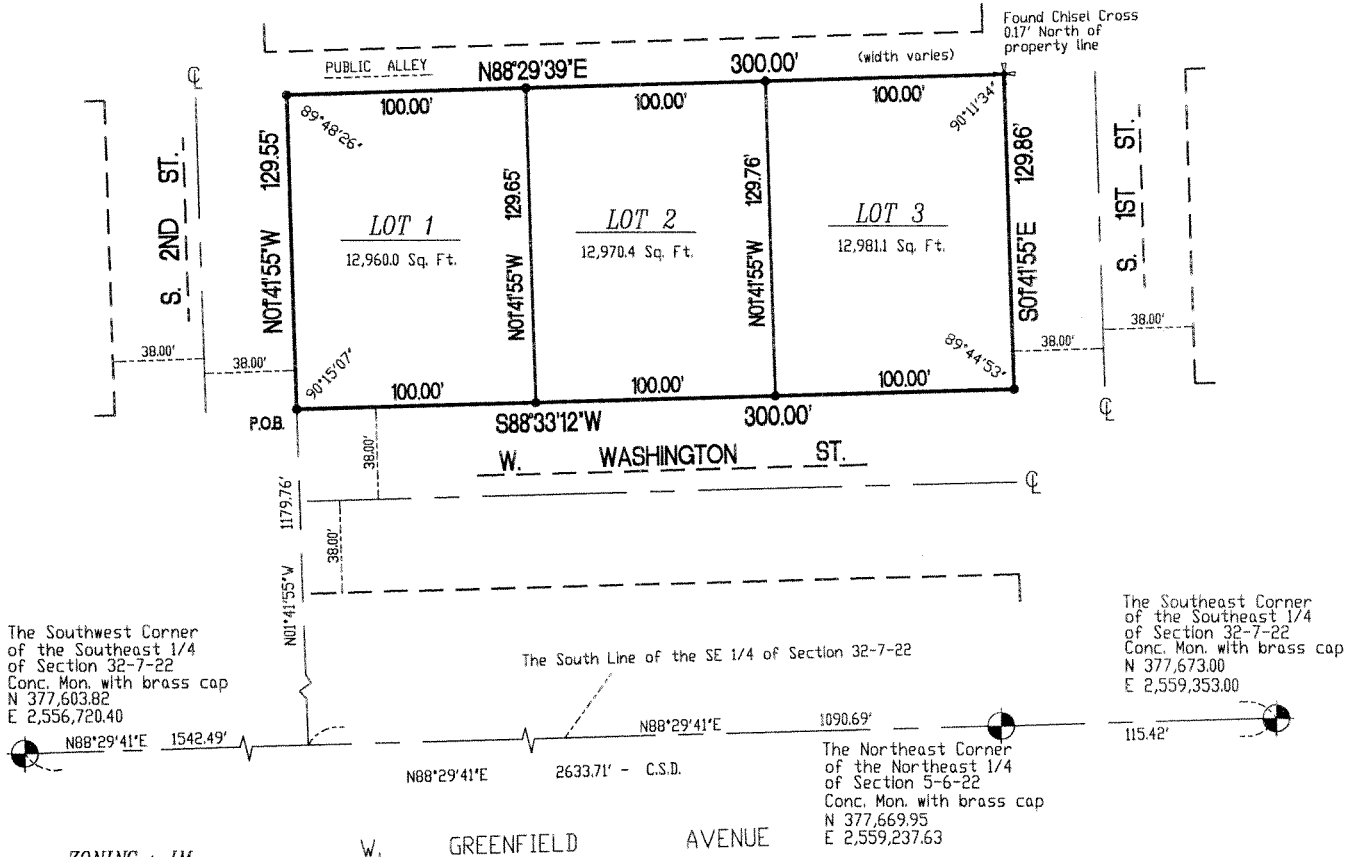 Found Chisel Cross
0.17' North of
property line
PUBLIC ALLEY
N88°29'39"E
300.00'
(width varies)
℄
100.00'
100.00'
100.00'
89°48'26"
90°11'34"
S. 2ND ST.
129.55'
N01°41'55"W
LOT 1
12,960.0 Sq. Ft.
129.65'
N01°41'55"W
LOT 2
12,970.4 Sq. Ft.
129.76'
N01°41'55"W
LOT 3
12,981.1 Sq. Ft.
129.86'
S01°41'55"E
S. 1ST ST.
38.00'
38.00'
38.00'
38.00'
90°15'07"
89°44'53"
100.00'
100.00'
100.00'
℄
P.O.B.
S88°33'12"W
300.00'
38.00'
W. WASHINGTON ST.
℄
1179.76'
38.00'
N01°41'55"W
The Southwest Corner
of the Southeast 1/4
of Section 32-7-22
Conc. Mon. with brass cap
N 377,603.82
E 2,556,720.40
The South Line of the SE 1/4 of Section 32-7-22
The Southeast Corner
of the Southeast 1/4
of Section 32-7-22
Conc. Mon. with brass cap
N 377,673.00
E 2,559,353.00
N88°29'41"E 1542.49'
N88°29'41"E
1090.69'
115.42'
N88°29'41"E 2633.71' - C.S.D.
The Northeast Corner
of the Northeast 1/4
of Section 5-6-22
Conc. Mon. with brass cap
N 377,669.95
E 2,559,237.63
W. GREENFIELD AVENUE